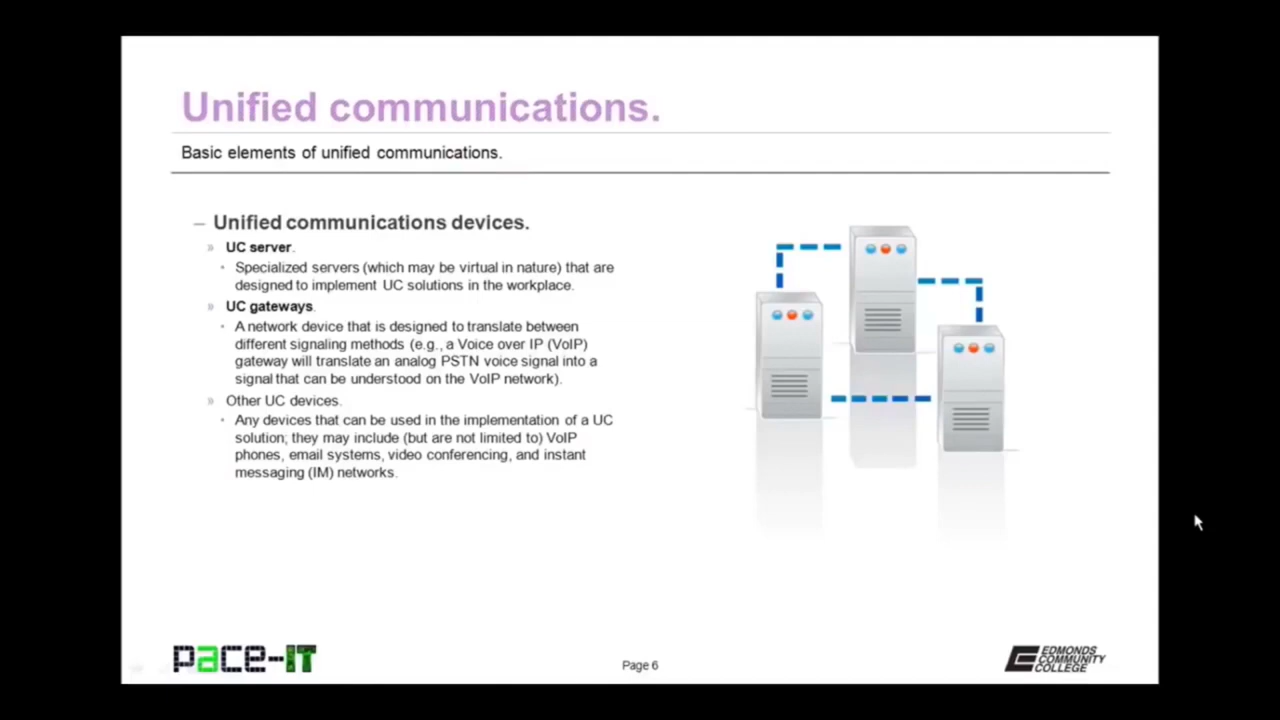 Unified communications.
Basic elements of unified communications.
– Unified communications devices.
» UC server.
• Specialized servers (which may be virtual in nature) that are
designed to implement UC solutions in the workplace.
» UC gateways.
• A network device that is designed to translate between
different signaling methods (e.g., a Voice over IP (VoIP)
gateway will translate an analog PSTN voice signal into a
signal that can be understood on the VoIP network).
» Other UC devices.
• Any devices that can be used in the implementation of a UC
solution; they may include (but are not limited to) VoIP
phones, email systems, video conferencing, and instant
messaging (IM) networks.
pace-IT
Page 6
EDMONDS
COMMUNITY
COLLEGE